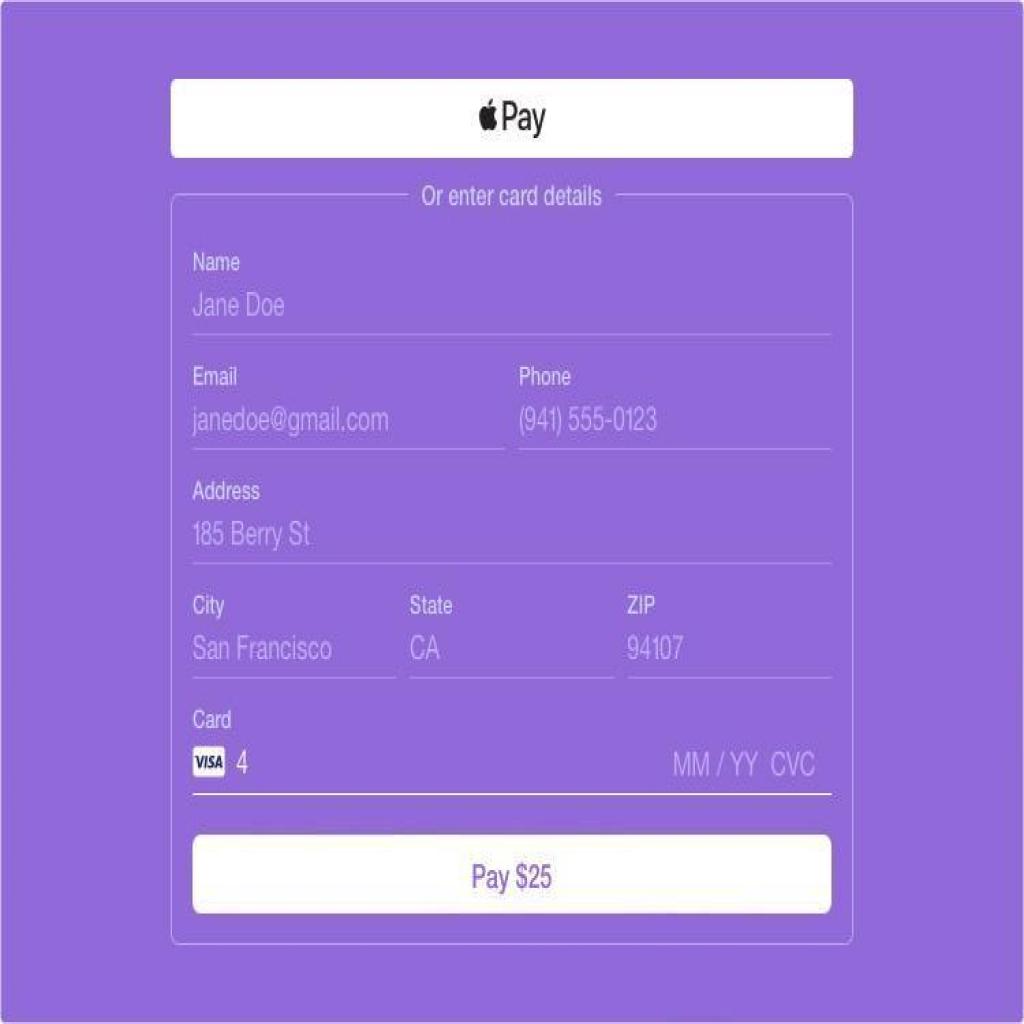 Pay
Or enter card details
Name
Jane Doe
Email Phone
janedoe@gmail.com (941) 555-0123
Address
185 Berry St
City State ZIP
San Francisco CA 94107
Card
VISA 4 MM / YY CVC
Pay $25